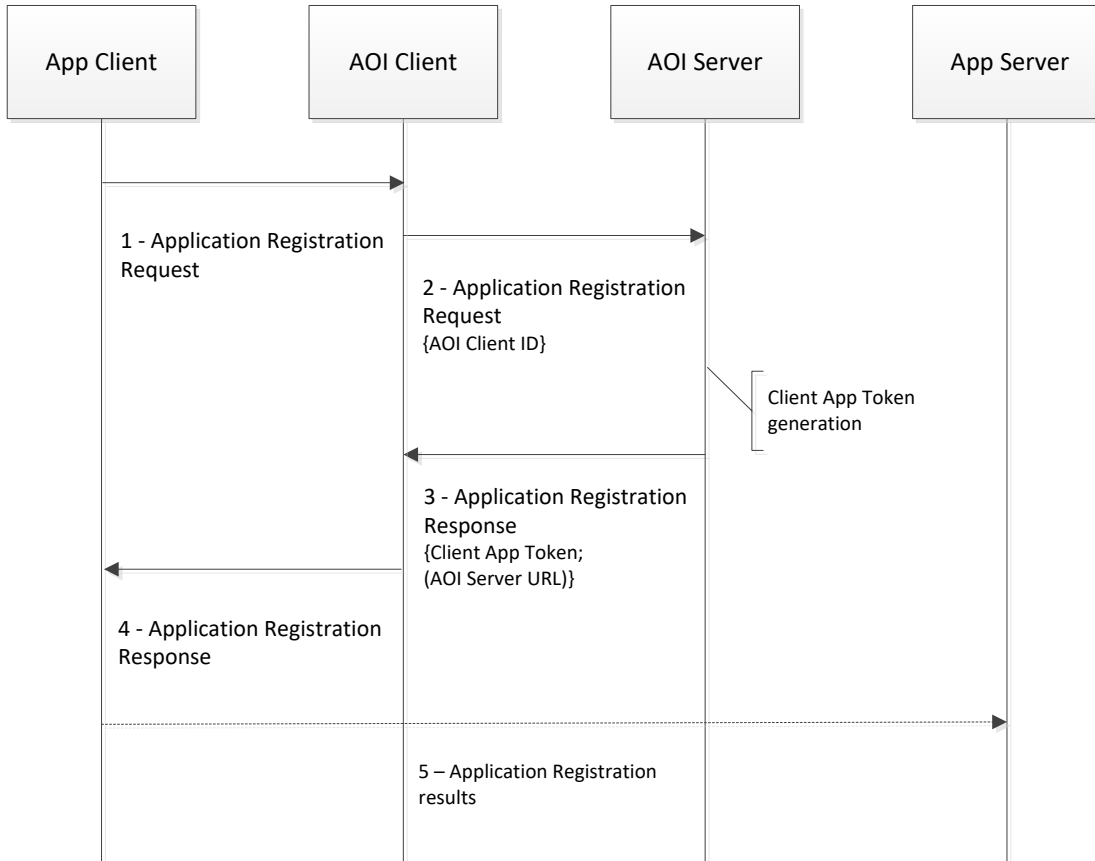 App Client
AOI Client
AOI Server
App Server
1 - Application Registration
Request
2 - Application Registration
Request
{AOI Client ID}
Client App Token
generation
3 - Application Registration
Response
{Client App Token;
(AOI Server URL)}
4 - Application Registration
Response
5 – Application Registration
results